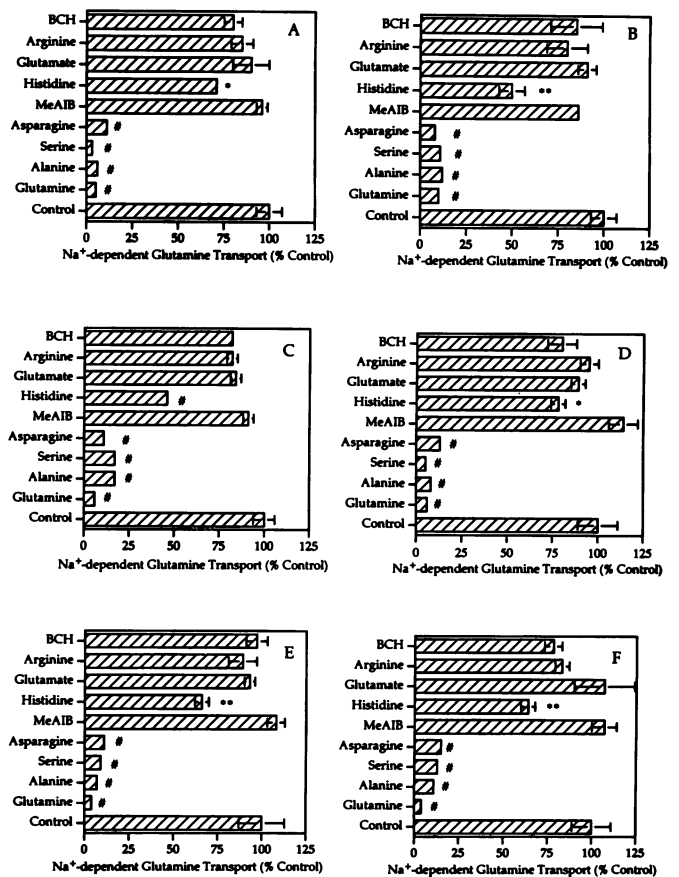 A
BCH
Arginine
Glutamate
Histidine •
MeAIB
Asparagine #
Serine #
Alanine #
Glutamine #
Control
0 25 50 75 100 125
Na+-dependent Glutamine Transport (% Control)
B
BCH
Arginine
Glutamate
Histidine ••
MeAIB
Asparagine #
Serine #
Alanine #
Glutamine #
Control
0 25 50 75 100 125
Na+-dependent Glutamine Transport (% Control)
C
BCH
Arginine
Glutamate
Histidine #
MeAIB
Asparagine #
Serine #
Alanine #
Glutamine #
Control
0 25 50 75 100 125
Na+-dependent Glutamine Transport (% Control)
D
BCH
Arginine
Glutamate
Histidine •
MeAIB
Asparagine #
Serine #
Alanine #
Glutamine #
Control
0 25 50 75 100 125
Na+-dependent Glutamine Transport (% Control)
E
BCH
Arginine
Glutamate
Histidine ••
MeAIB
Asparagine #
Serine #
Alanine #
Glutamine #
Control
0 25 50 75 100 125
Na+-dependent Glutamine Transport (% Control)
F
BCH
Arginine
Glutamate
Histidine ••
MeAIB
Asparagine #
Serine #
Alanine #
Glutamine #
Control
0 25 50 75 100 125
Na+-dependent Glutamine Transport (% Control)